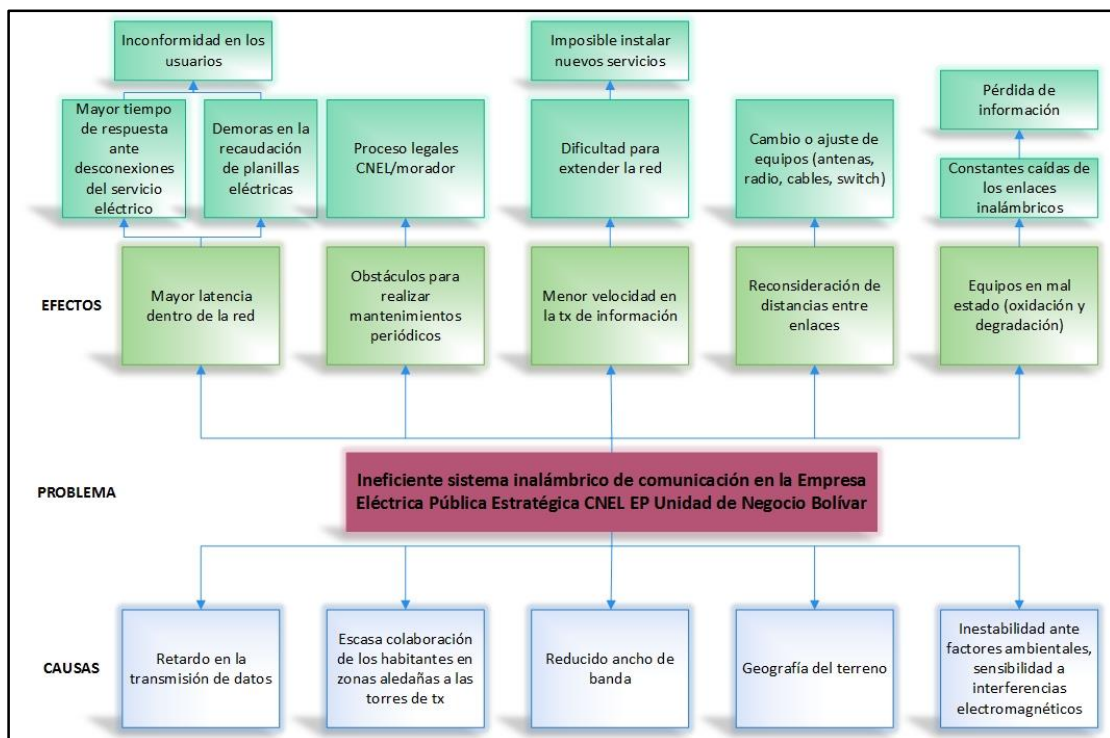 Inconformidad en los
usuarios
Imposible instalar
nuevos servicios
Pérdida de
información
Mayor tiempo
de respuesta
ante
desconexiones
del servicio
eléctrico
Demoras en la
recaudación de
planillas
eléctricas
Proceso legales
CNEL/morador
Dificultad para
extender la red
Cambio o ajuste de
equipos (antenas,
radio, cables, switch)
Constantes caídas de
los enlaces
inalámbricos
EFECTOS
Mayor latencia
dentro de la red
Obstáculos para
realizar
mantenimientos
periódicos
Menor velocidad en
la tx de información
Reconsideración de
distancias entre
enlaces
Equipos en mal
estado (oxidación y
degradación)
PROBLEMA
Ineficiente sistema inalámbrico de comunicación en la Empresa
Eléctrica Pública Estratégica CNEL EP Unidad de Negocio Bolívar
CAUSAS
Retardo en la
transmisión de datos
Escasa colaboración
de los habitantes en
zonas aledañas a las
torres de tx
Reducido ancho de
banda
Geografía del terreno
Inestabilidad ante
factores ambientales,
sensibilidad a
interferencias
electromagnéticos